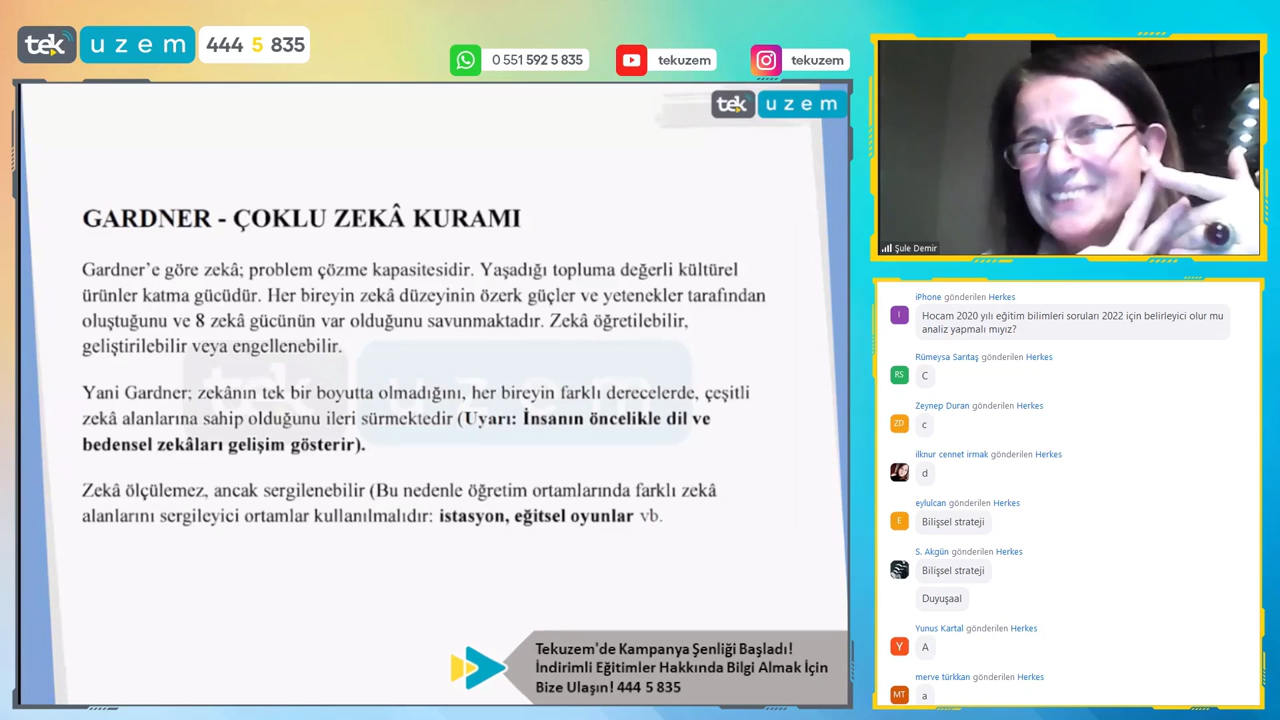 tek uzem 444 5 835
0 551 592 5 835
tekuzem
tekuzem
tek uzem
GARDNER - ÇOKLU ZEKÂ KURAMI
Gardner’e göre zekâ; problem çözme kapasitesidir. Yaşadığı topluma değerli kültürel
ürünler katma gücüdür. Her bireyin zekâ düzeyinin özerk güçler ve yetenekler tarafından
oluştuğunu ve 8 zekâ gücünün var olduğunu savunmaktadır. Zekâ öğretilebilir,
geliştirilebilir veya engellenebilir.
Yani Gardner; zekânın tek bir boyutta olmadığını, her bireyin farklı derecelerde, çeşitli
zekâ alanlarına sahip olduğunu ileri sürmektedir (Uyarı: İnsanın öncelikle dil ve
bedensel zekâları gelişim gösterir).
Zekâ ölçülemez, ancak sergilenebilir (Bu nedenle öğretim ortamlarında farklı zekâ
alanlarını sergileyici ortamlar kullanılmalıdır: istasyon, eğitsel oyunlar vb.
Tekuzem'de Kampanya Şenliği Başladı!
İndirimli Eğitimler Hakkında Bilgi Almak İçin
Bize Ulaşın! 444 5 835
Şule Demir
iPhone gönderilen Herkes
I
Hocam 2020 yılı eğitim bilimleri soruları 2022 için belirleyici olur mu
analiz yapmalı mıyız?
Rümeysa Sarıtaş gönderilen Herkes
RS
C
Zeynep Duran gönderilen Herkes
ZD
c
ilknur cennet irmak gönderilen Herkes
d
eylulcan gönderilen Herkes
E
Bilişsel strateji
S. Akgün gönderilen Herkes
Bilişsel strateji
Duyuşaal
Yunus Kartal gönderilen Herkes
Y
A
merve türkkan gönderilen Herkes
MT
a